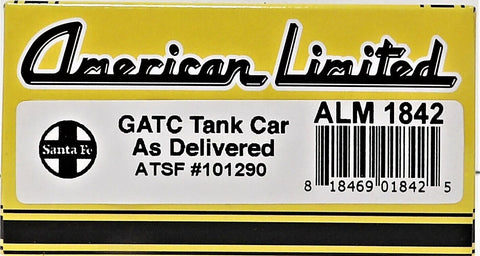 American Limited
Santa Fe
GATC Tank Car
As Delivered
ATSF #101290
ALM 1842
8 18469 01842 5